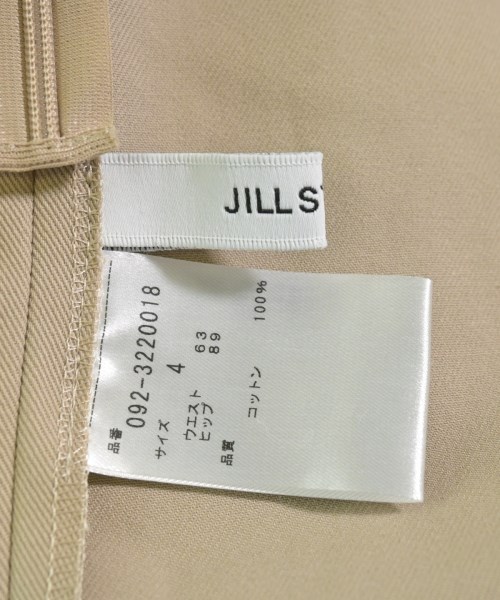 JILL S
品番 092-3220018
サイズ 4
ウエスト 63
ヒップ 89
品質
コットン 100%